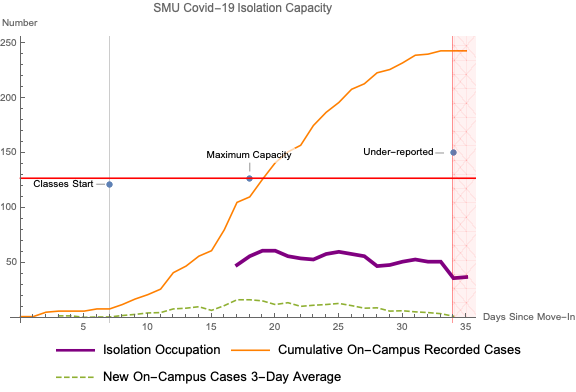 SMU Covid-19 Isolation Capacity
Number
250
200
150
100
50
Maximum Capacity
Under-reported
Classes Start
5 10 15 20 25 30 35
Days Since Move-In
Isolation Occupation
Cumulative On-Campus Recorded Cases
New On-Campus Cases 3-Day Average